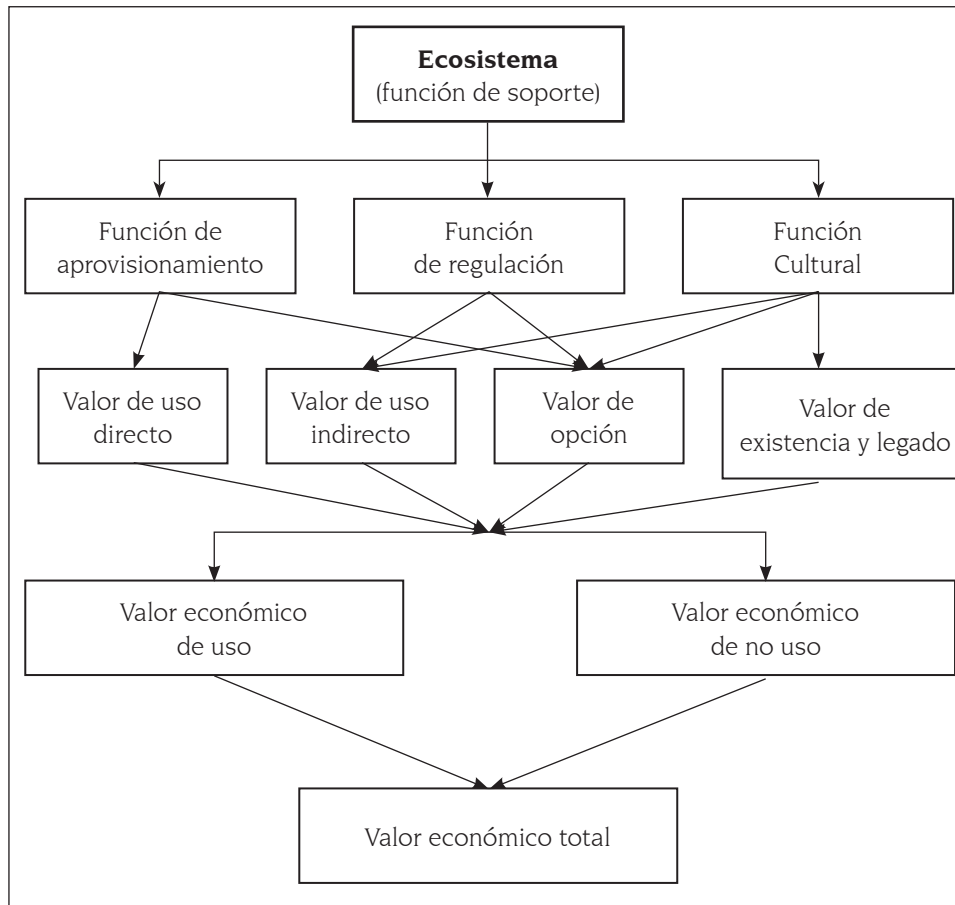 Ecosistema
(función de soporte)
Función de
aprovisionamiento
Función
de regulación
Función
Cultural
Valor de uso
directo
Valor de uso
indirecto
Valor de
opción
Valor de
existencia y legado
Valor económico
de uso
Valor económico
de no uso
Valor económico total